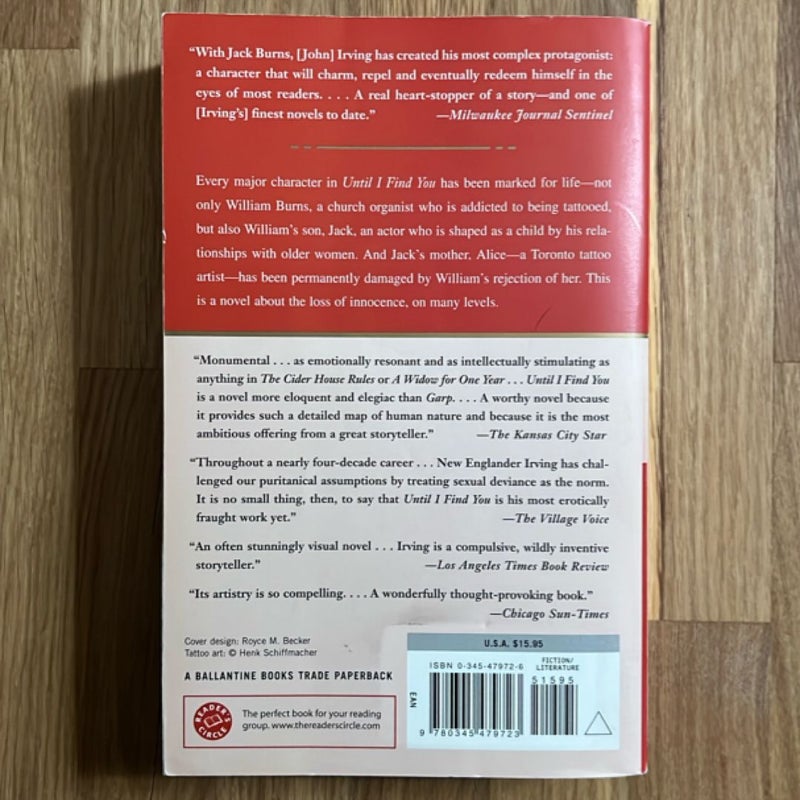 “With Jack Burns, [John] Irving has created his most complex protagonist:
a character that will charm, repel and eventually redeem himself in the
eyes of most readers. . . . A real heart-stopper of a story—and one of
[Irving’s] finest novels to date.” —Milwaukee Journal Sentinel
Every major character in Until I Find You has been marked for life—not
only William Burns, a church organist who is addicted to being tattooed,
but also William’s son, Jack, an actor who is shaped as a child by his rela-
tionships with older women. And Jack’s mother, Alice—a Toronto tattoo
artist—has been permanently damaged by William’s rejection of her. This
is a novel about the loss of innocence, on many levels.
“Monumental . . . as emotionally resonant and as intellectually stimulating as
anything in The Cider House Rules or A Widow for One Year . . . Until I Find You
is a novel more eloquent and elegiac than Garp. . . . A worthy novel because
it provides such a detailed map of human nature and because it is the most
ambitious offering from a great storyteller.” —The Kansas City Star
“Throughout a nearly four-decade career . . . New Englander Irving has chal-
lenged our puritanical assumptions by treating sexual deviance as the norm.
It is no small thing, then, to say that Until I Find You is his most erotically
fraught work yet.” —The Village Voice
“An often stunningly visual novel . . . Irving is a compulsive, wildly inventive
storyteller.” —Los Angeles Times Book Review
“Its artistry is so compelling. . . . A wonderfully thought-provoking book.”
—Chicago Sun-Times
Cover design: Royce M. Becker
Tattoo art: © Henk Schiffmacher
A BALLANTINE BOOKS TRADE PAPERBACK
READER'S CIRCLE
The perfect book for your reading
group. www.thereaderscircle.com
U.S.A. $15.95
ISBN 0-345-47972-6
FICTION/
LITERATURE
51595
EAN
9 780345 479723